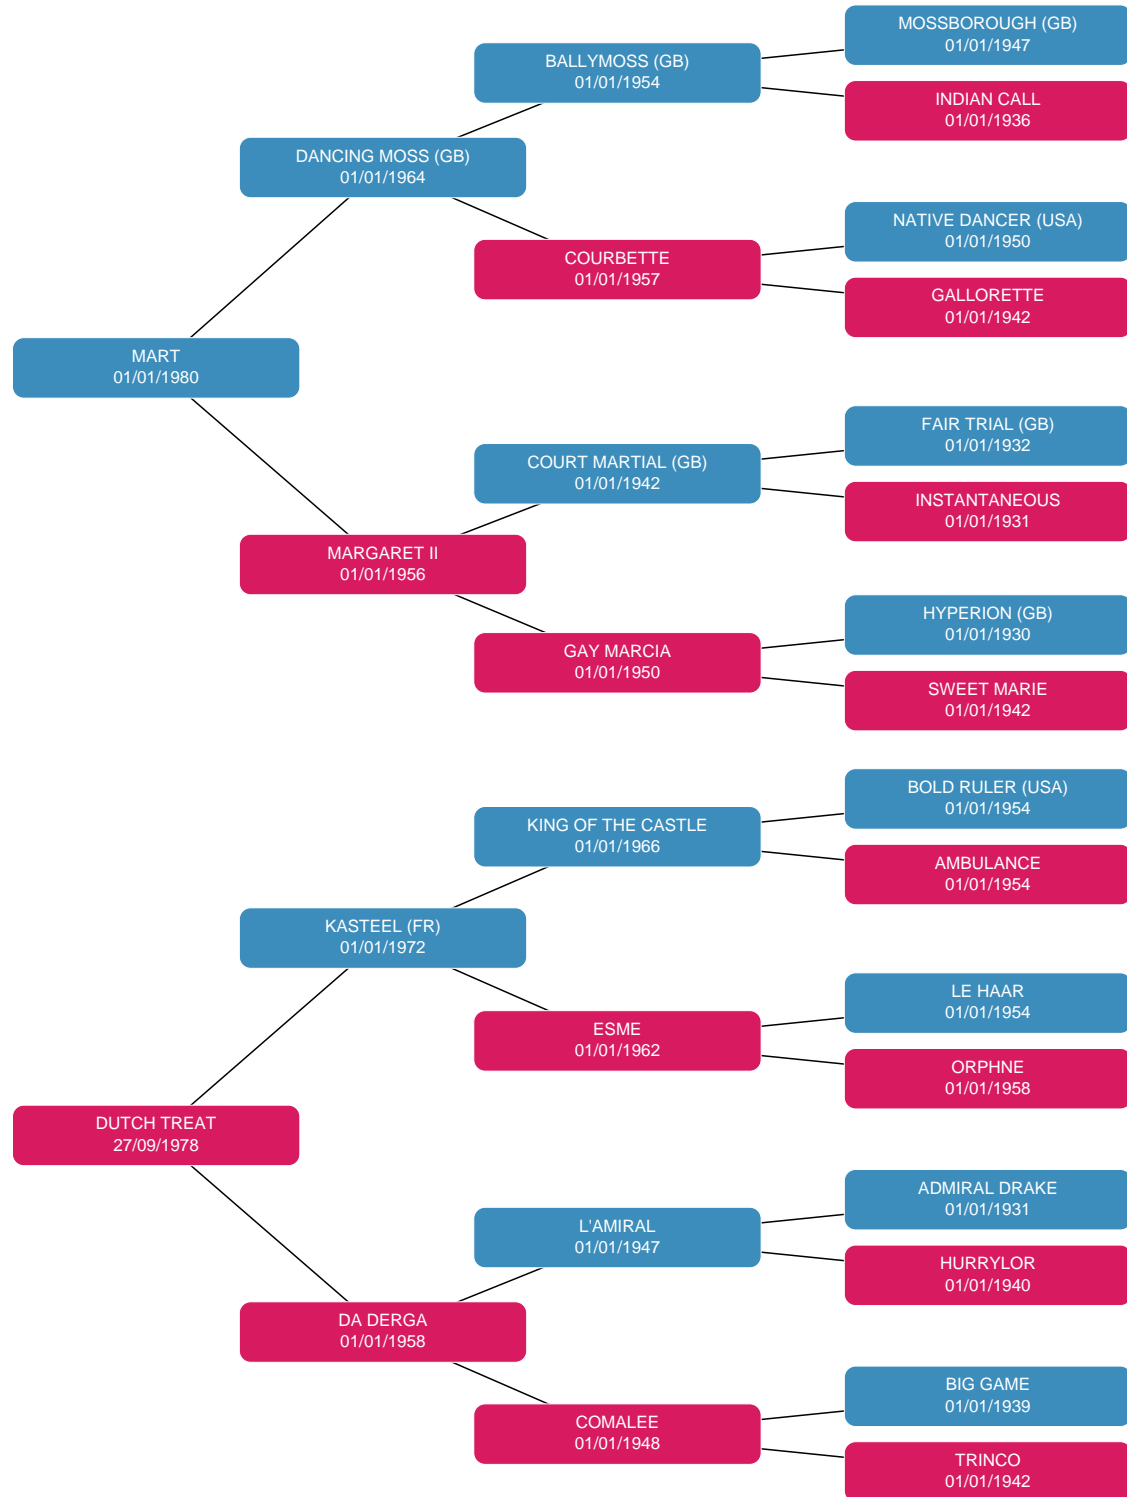 MOSSBOROUGH (GB)
01/01/1947
BALLYMOSS (GB)
01/01/1954
INDIAN CALL
01/01/1936
DANCING MOSS (GB)
01/01/1964
NATIVE DANCER (USA)
01/01/1950
COURBETTE
01/01/1957
GALLORETTE
01/01/1942
MART
01/01/1980
FAIR TRIAL (GB)
01/01/1932
COURT MARTIAL (GB)
01/01/1942
INSTANTANEOUS
01/01/1931
MARGARET II
01/01/1956
HYPERION (GB)
01/01/1930
GAY MARCIA
01/01/1950
SWEET MARIE
01/01/1942
BOLD RULER (USA)
01/01/1954
KING OF THE CASTLE
01/01/1966
AMBULANCE
01/01/1954
KASTEEL (FR)
01/01/1972
LE HAAR
01/01/1954
ESME
01/01/1962
ORPHNE
01/01/1958
DUTCH TREAT
27/09/1978
ADMIRAL DRAKE
01/01/1931
L'AMIRAL
01/01/1947
HURRYLOR
01/01/1940
DA DERGA
01/01/1958
BIG GAME
01/01/1939
COMALEE
01/01/1948
TRINCO
01/01/1942